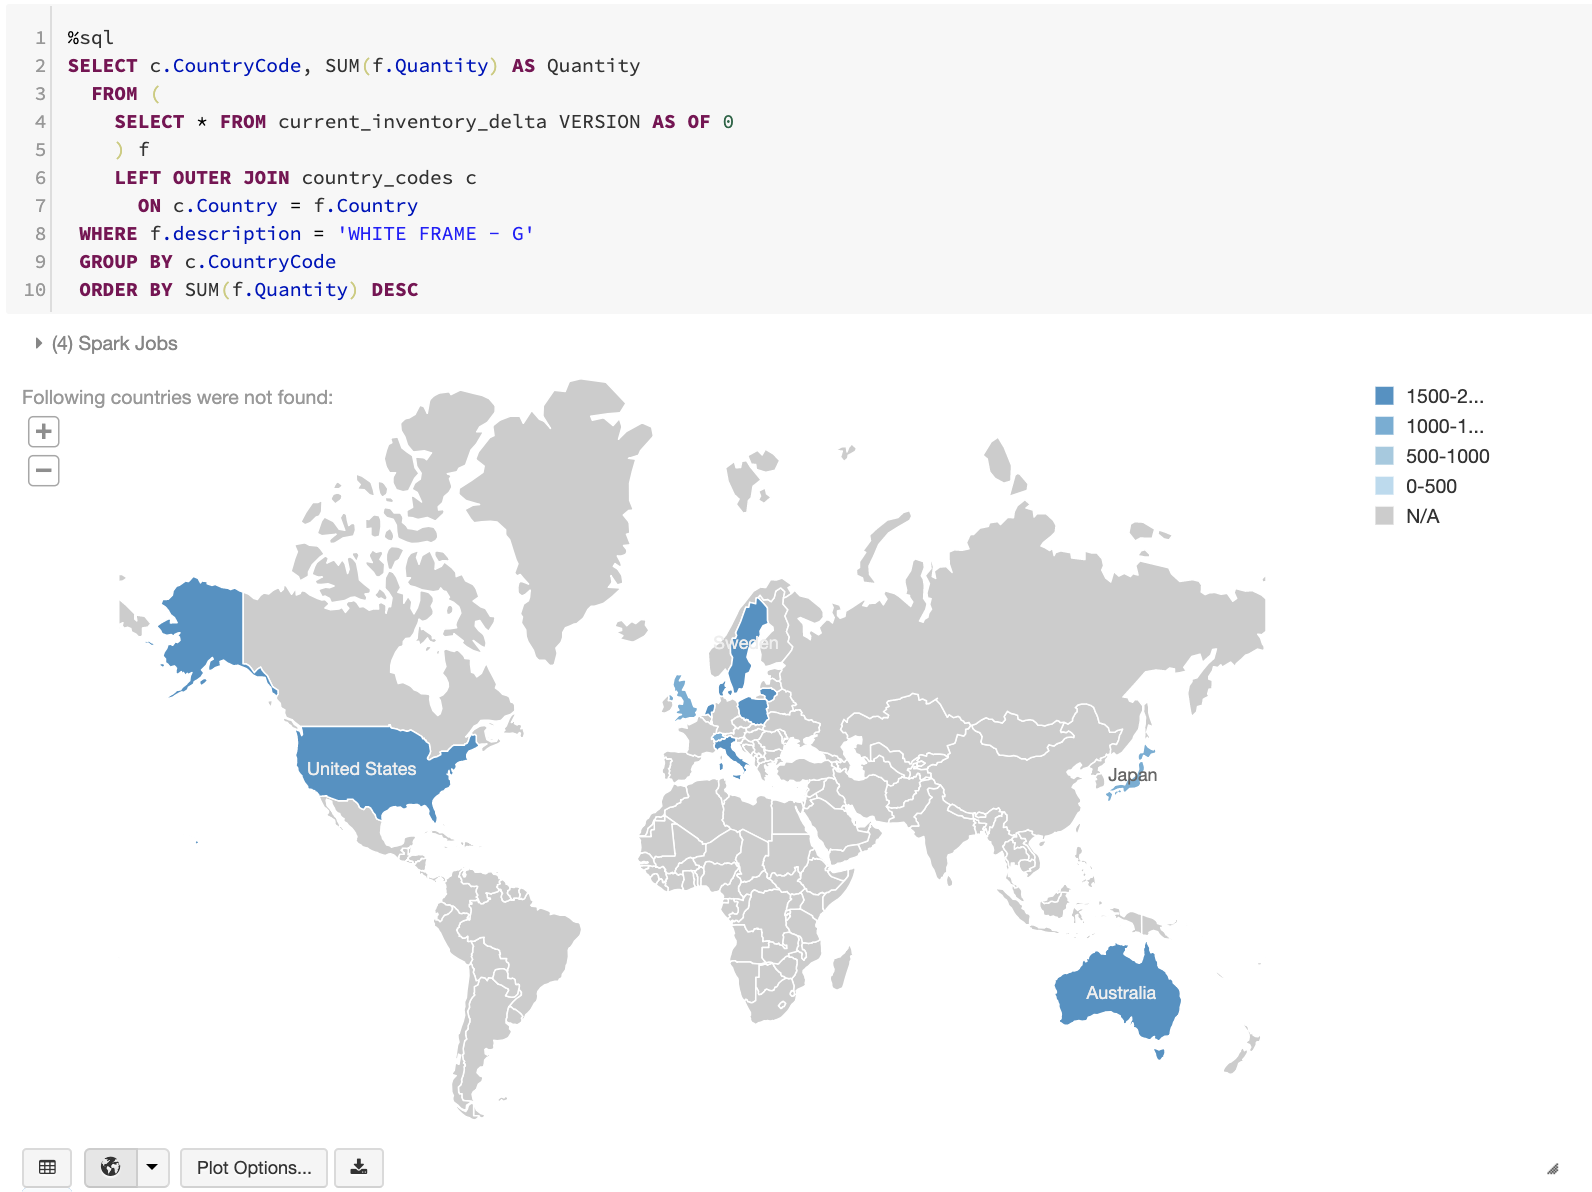 1 %sql
2 SELECT c.CountryCode, SUM(f.Quantity) AS Quantity
3 FROM (
4 SELECT * FROM current_inventory_delta VERSION AS OF 0
5 ) f
6 LEFT OUTER JOIN country_codes c
7 ON c.Country = f.Country
8 WHERE f.description = 'WHITE FRAME - G'
9 GROUP BY c.CountryCode
10 ORDER BY SUM(f.Quantity) DESC
(4) Spark Jobs
Following countries were not found:
+
−
1500-2...
1000-1...
500-1000
0-500
N/A
Sweden
United States
Japan
Australia
Plot Options...